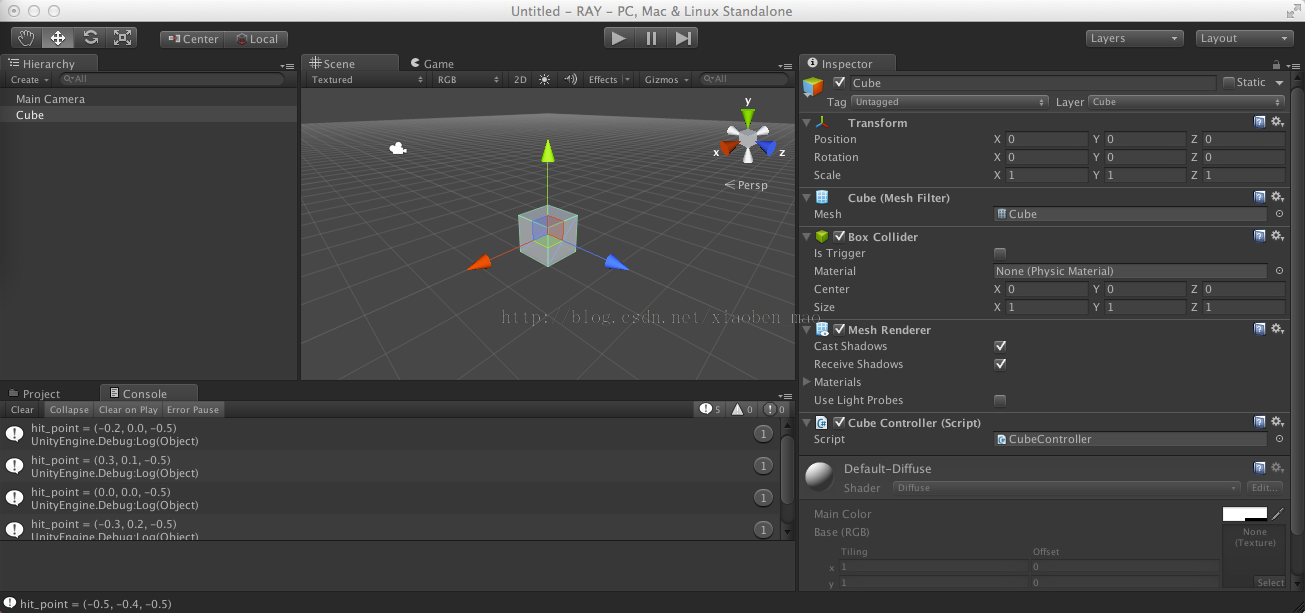 Untitled – RAY – PC, Mac & Linux Standalone
Center Local Layers Layout
Hierarchy
Create All
Main Camera
Cube
Scene Game
Textured RGB 2D Effects Gizmos All
y
x z
Persp
http://blog.csdn.net/xiaoben_mao
Project Console
Clear Collapse Clear on Play Error Pause 5 0 0
hit_point = (-0.2, 0.0, -0.5) 1
UnityEngine.Debug:Log(Object)
hit_point = (0.3, 0.1, -0.5) 1
UnityEngine.Debug:Log(Object)
hit_point = (0.0, 0.0, -0.5) 1
UnityEngine.Debug:Log(Object)
hit_point = (-0.3, 0.2, -0.5) 1
UnityEngine.Debug:Log(Object)
hit_point = (-0.5, -0.4, -0.5)
Inspector
Cube Static
Tag Untagged Layer Cube
Transform
Position X 0 Y 0 Z 0
Rotation X 0 Y 0 Z 0
Scale X 1 Y 1 Z 1
Cube (Mesh Filter)
Mesh Cube
Box Collider
Is Trigger
Material None (Physic Material)
Center X 0 Y 0 Z 0
Size X 1 Y 1 Z 1
Mesh Renderer
Cast Shadows
Receive Shadows
Materials
Use Light Probes
Cube Controller (Script)
Script CubeController
Default-Diffuse
Shader Diffuse Edit...
Main Color
Base (RGB) None
(Texture)
Tiling Offset
x 1 0
y 1 0
Select